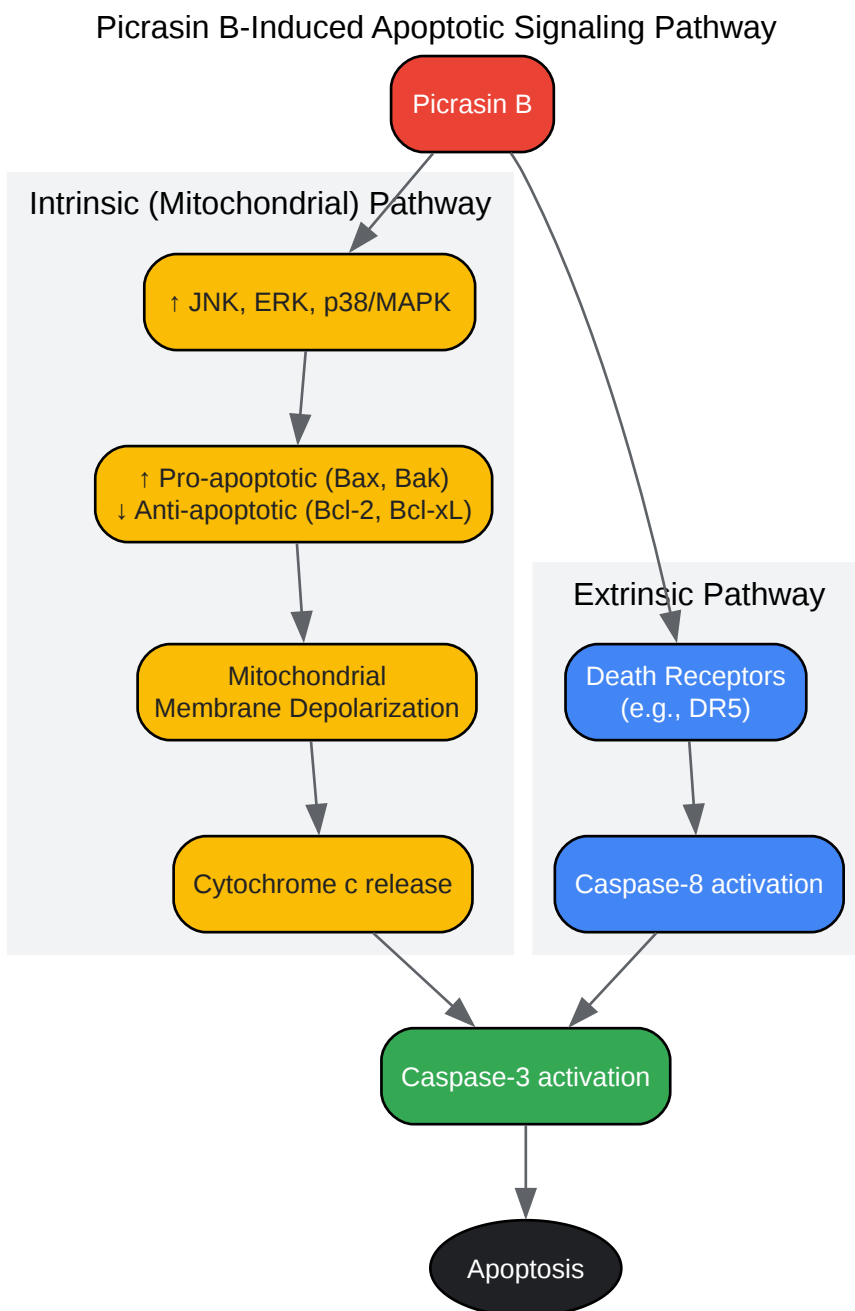 Picrasin B-Induced Apoptotic Signaling Pathway
Picrasin B
Intrinsic (Mitochondrial) Pathway
↑ JNK, ERK, p38/MAPK
↑ Pro-apoptotic (Bax, Bak)
↓ Anti-apoptotic (Bcl-2, Bcl-xL)
Mitochondrial
Membrane Depolarization
Cytochrome c release
Extrinsic Pathway
Death Receptors
(e.g., DR5)
Caspase-8 activation
Caspase-3 activation
Apoptosis